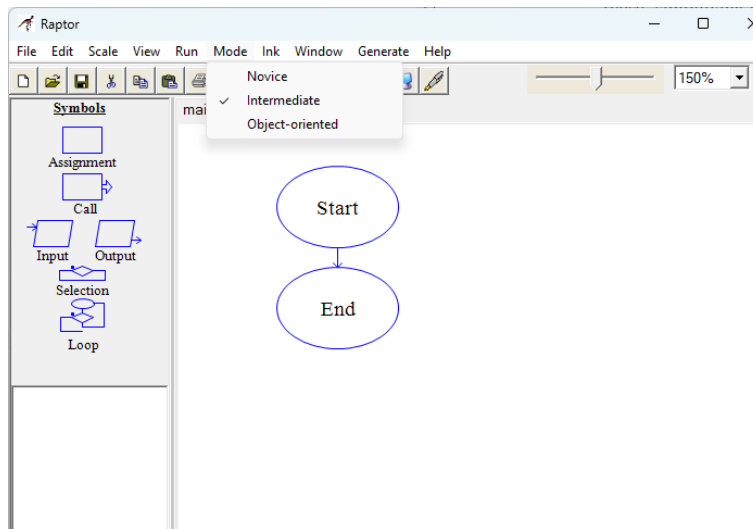 Raptor
File Edit Scale View Run Mode Ink Window Generate Help
Novice
Intermediate
Object-oriented
150%
Symbols
Assignment
Call
Input Output
Selection
Loop
mai
Start
End